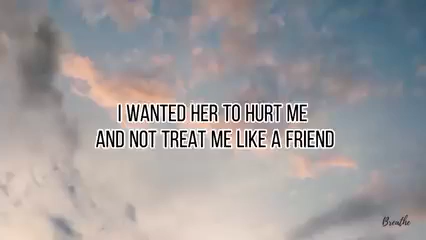 I WANTED HER TO HURT ME
AND NOT TREAT ME LIKE A FRIEND
Breathe